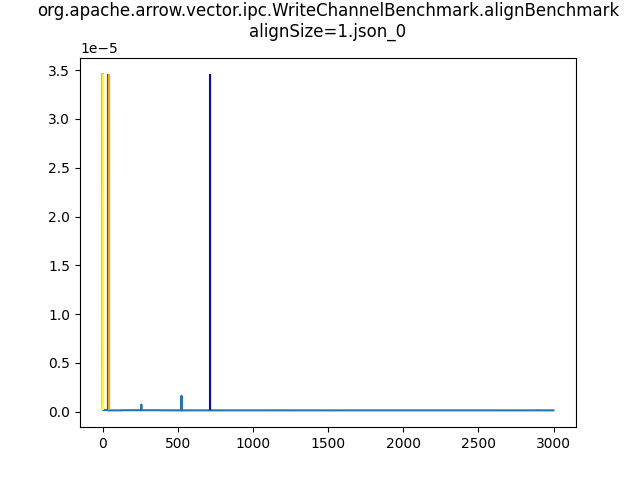 org.apache.arrow.vector.ipc.WriteChannelBenchmark.alignBenchmark
alignSize=1.json_0
1e−5
3.5
3.0
2.5
2.0
1.5
1.0
0.5
0.0
0 500 1000 1500 2000 2500 3000